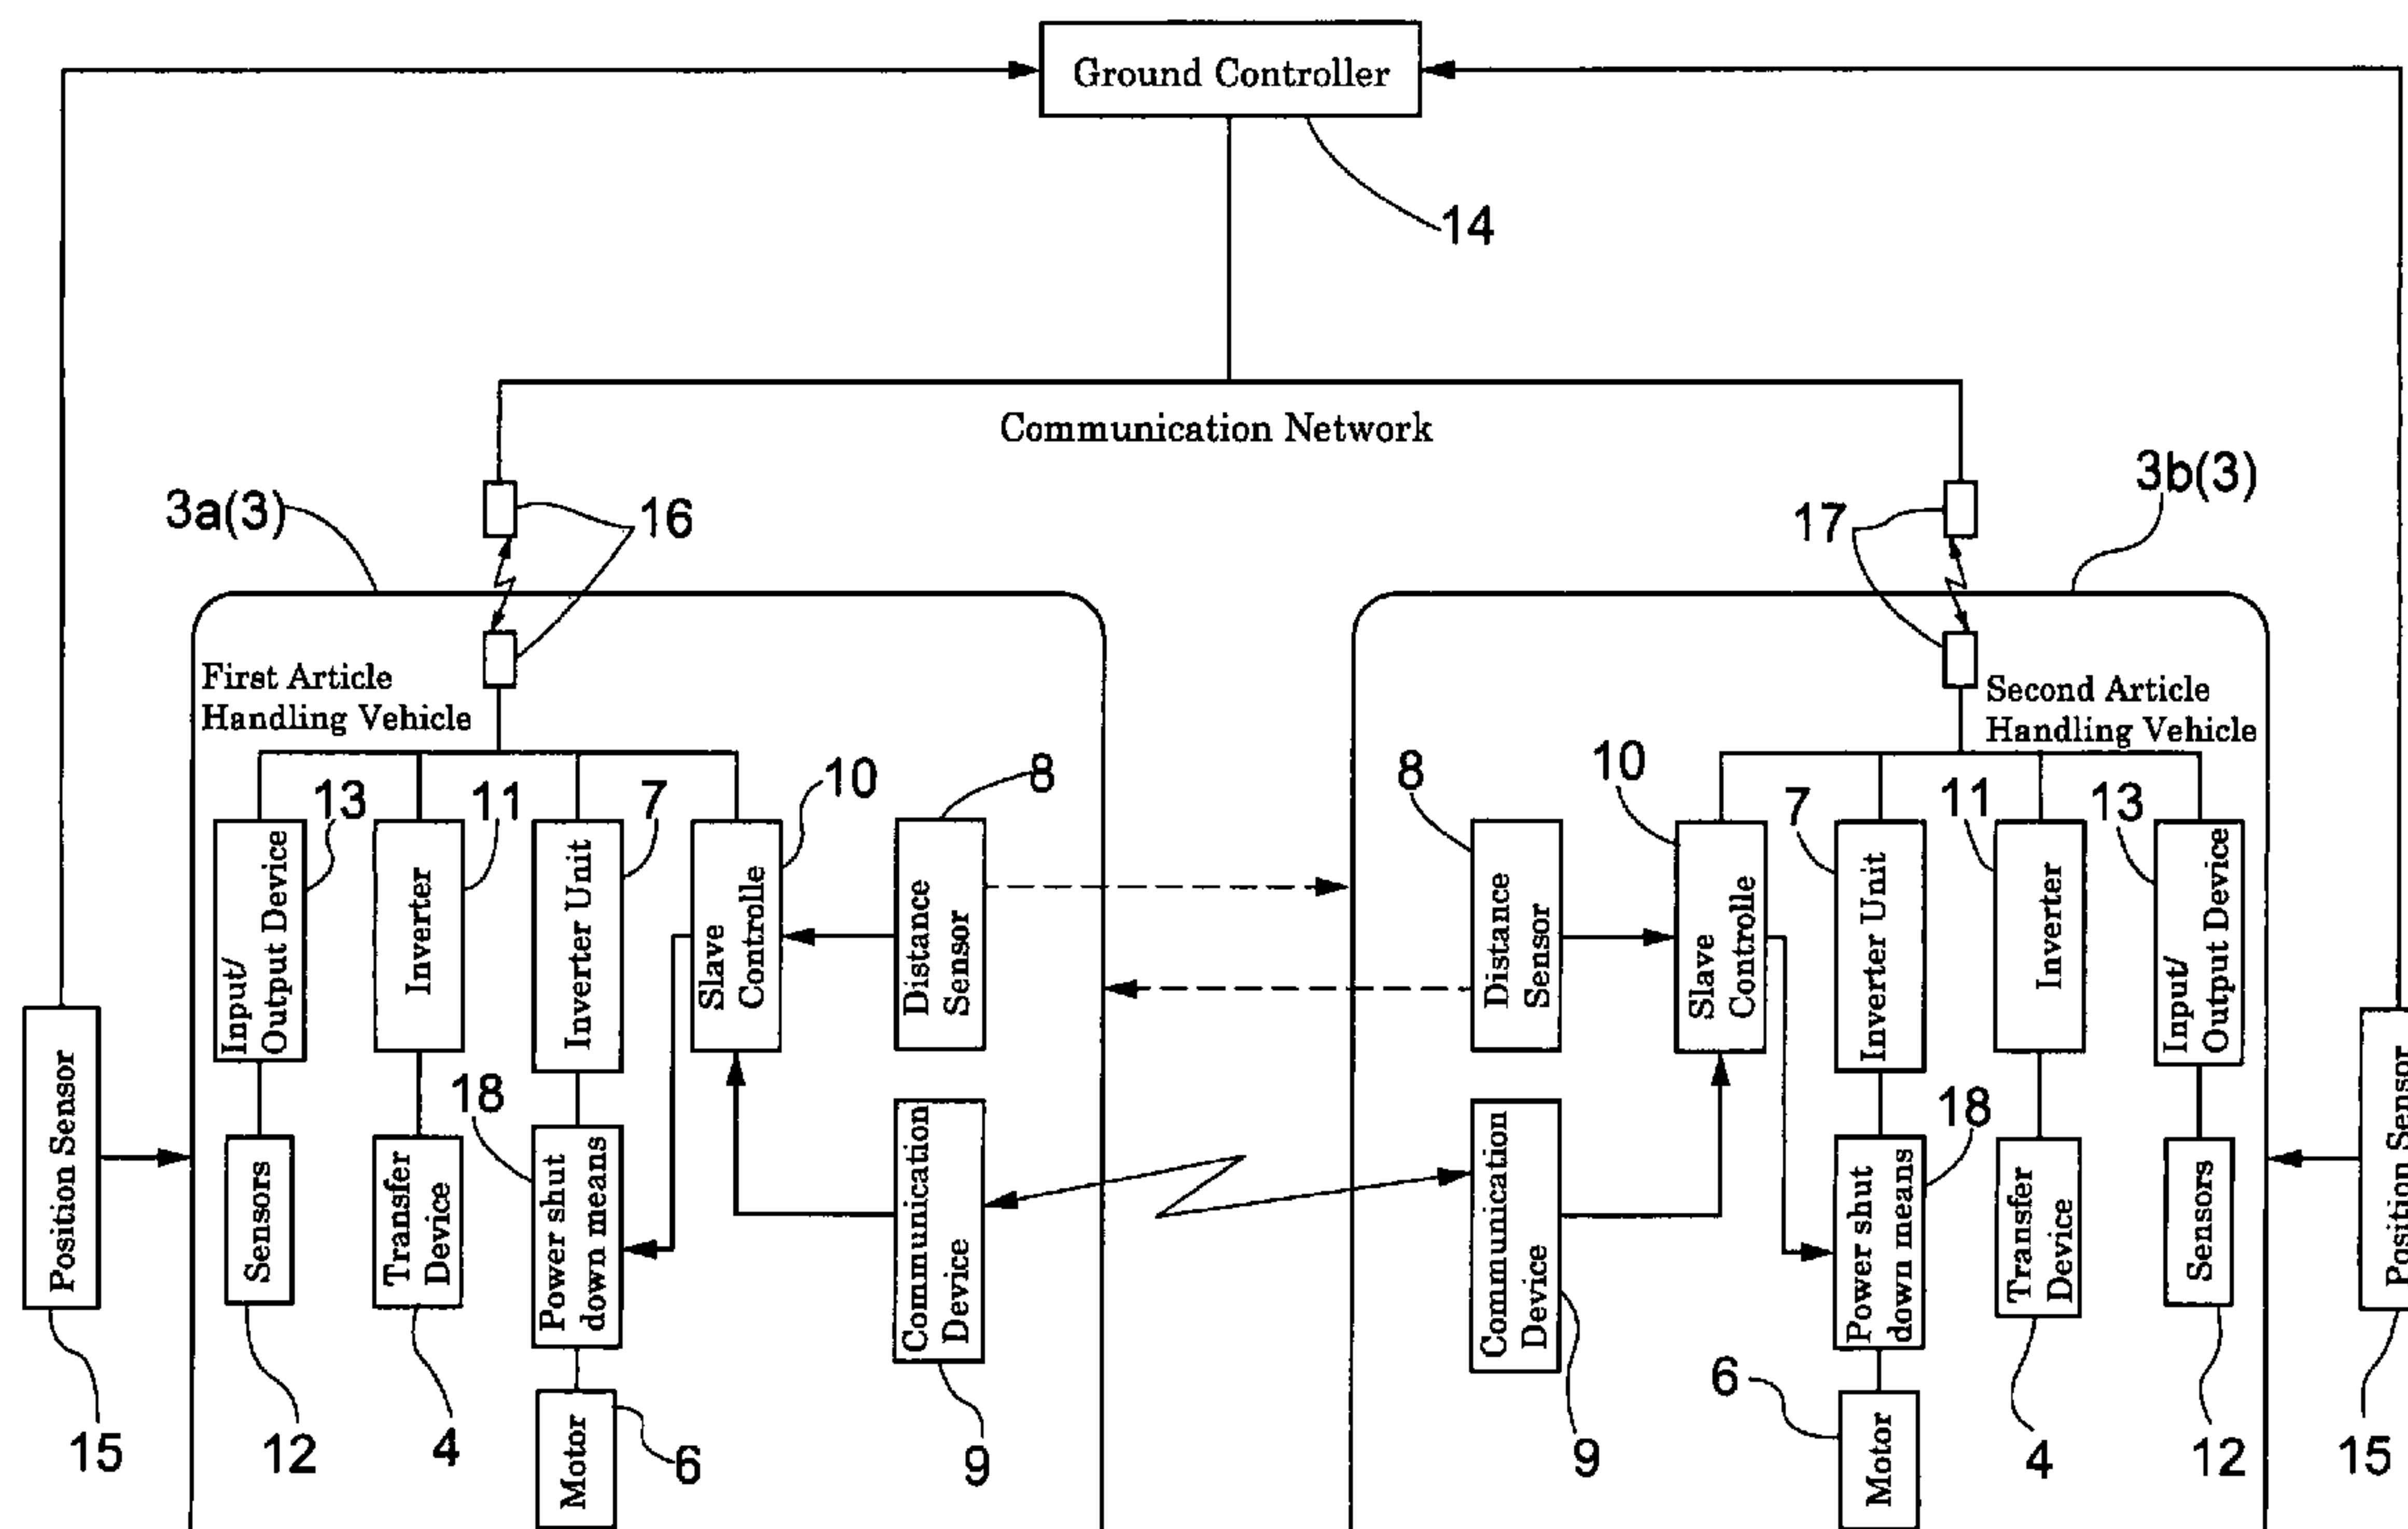 Ground Controller
14
Communication Network
3a(3)
16
17
3b(3)
First Article
Handling Vehicle
Second Article
Handling Vehicle
13
11
7
10
8
8
10
7
11
13
Input/
Output Device
Inverter
Inverter Unit
Slave
Controlle
Distance
Sensor
Distance
Sensor
Slave
Controlle
Inverter Unit
Inverter
Input/
Output Device
Position Sensor
18
Sensors
Transfer
Device
Power shut
down means
Communication
Device
Communication
Device
18
Power shut
down means
Transfer
Device
Sensors
Position Sensor
15
12
4
Motor
6
9
9
6
Motor
4
12
15